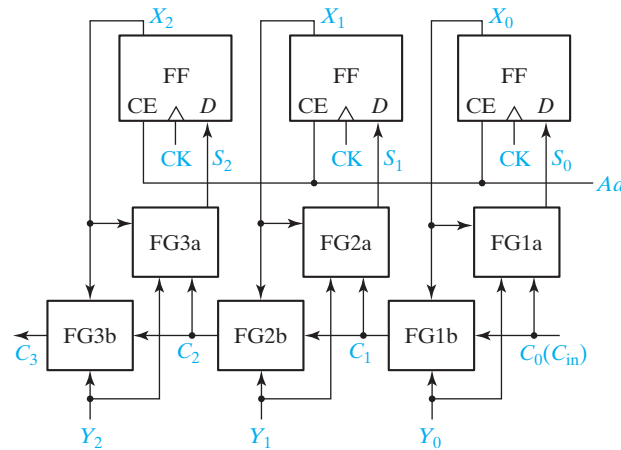 X2 X1 X0
FF FF FF
CE D CE D CE D
CK S2 CK S1 CK S0
Ad
FG3a FG2a FG1a
FG3b FG2b FG1b
C3 C2 C1 C0(Cin)
Y2 Y1 Y0